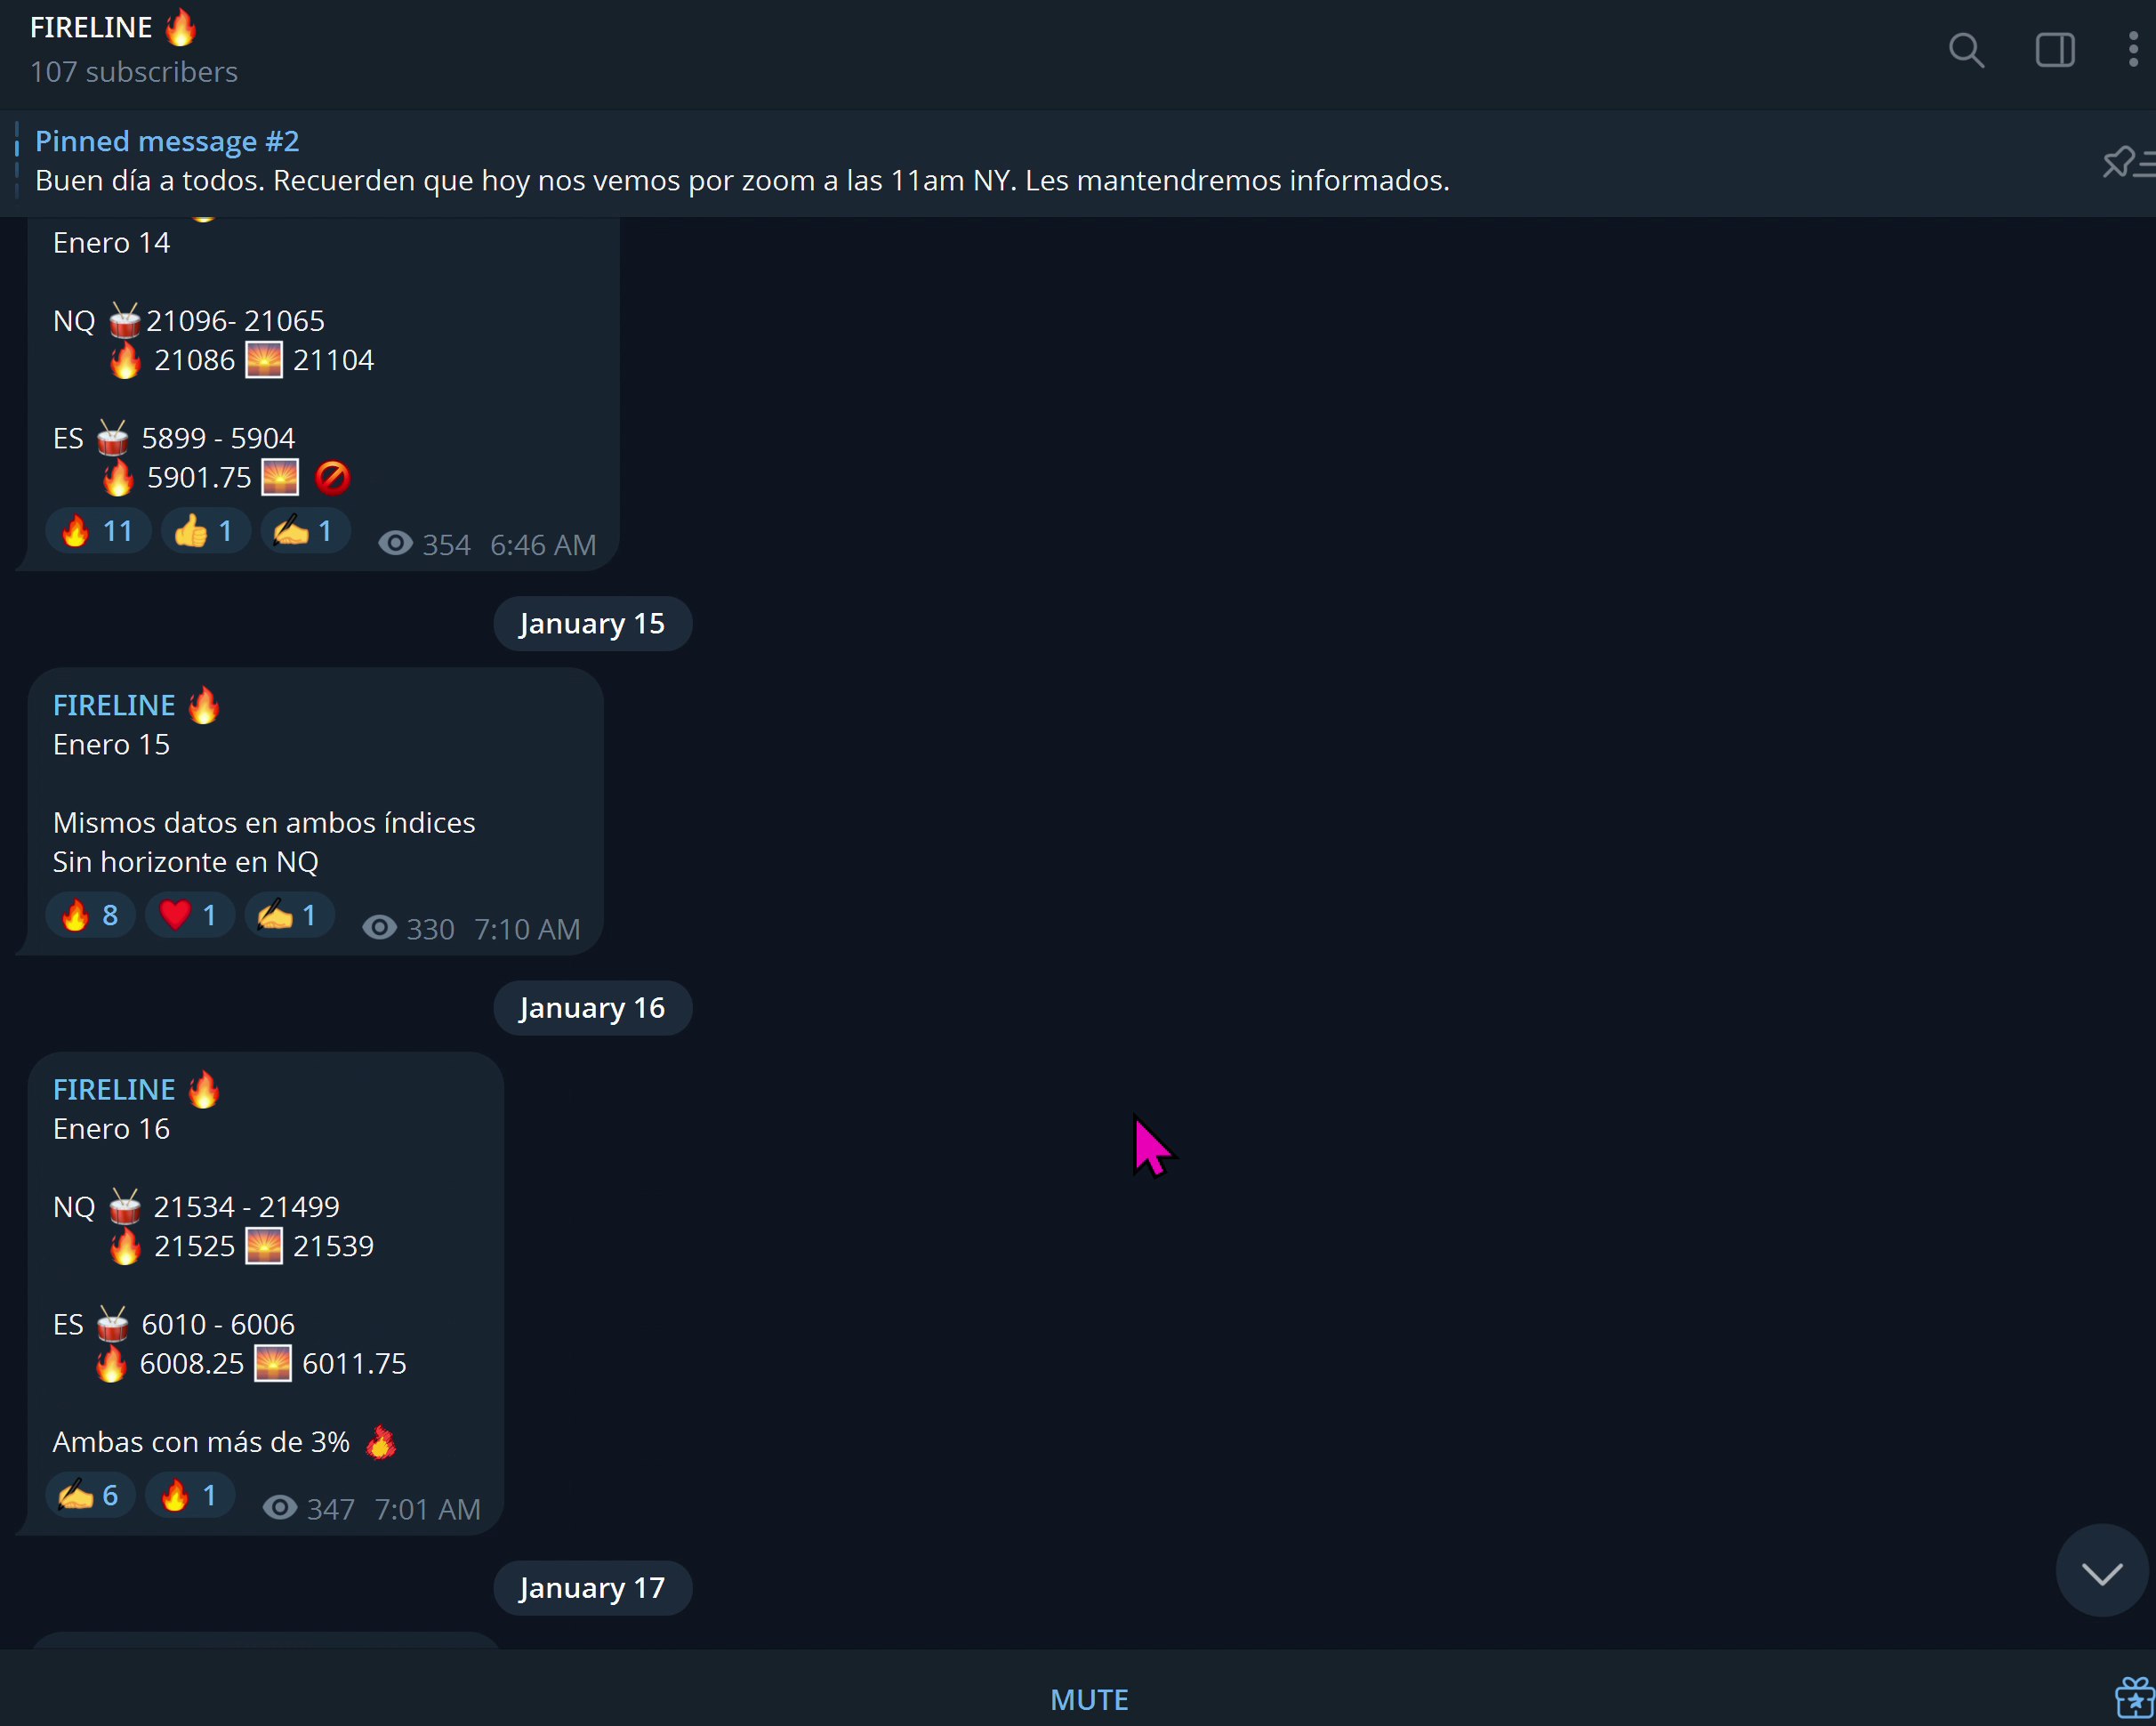 FIRELINE 🔥
107 subscribers
Pinned message #2
Buen día a todos. Recuerden que hoy nos vemos por zoom a las 11am NY. Les mantendremos informados.
Enero 14
NQ 🥁21096- 21065
🔥 21086 🌅 21104
ES 🥁 5899 - 5904
🔥 5901.75 🌅 🚫
🔥 11 👍 1 ✍️ 1 354 6:46 AM
January 15
FIRELINE 🔥
Enero 15
Mismos datos en ambos índices
Sin horizonte en NQ
🔥 8 ❤️ 1 ✍️ 1 330 7:10 AM
January 16
FIRELINE 🔥
Enero 16
NQ 🥁 21534 - 21499
🔥 21525 🌅 21539
ES 🥁 6010 - 6006
🔥 6008.25 🌅 6011.75
Ambas con más de 3% 🔥
✍️ 6 🔥 1 347 7:01 AM
January 17
MUTE